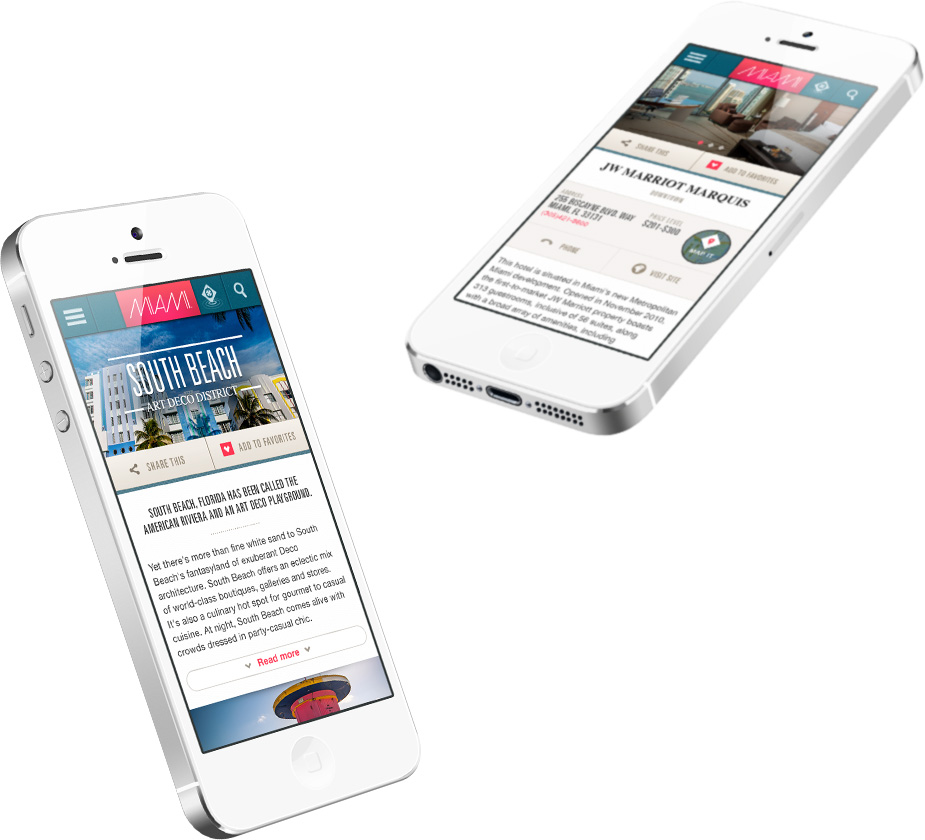 MIAMI
SOUTH BEACH
ART DECO DISTRICT
SHARE THIS
ADD TO FAVORITES
SOUTH BEACH, FLORIDA HAS BEEN CALLED THE
AMERICAN RIVIERA AND AN ART DECO PLAYGROUND.
Yet there's more than fine white sand to South
Beach's fantasyland of exuberant Deco
architecture. South Beach offers an eclectic mix
of world-class boutiques, galleries and stores.
It's also a culinary hot spot for gourmet to casual
cuisine. At night, South Beach comes alive with
crowds dressed in party-casual chic.
Read more
MIAMI
SHARE THIS
ADD TO FAVORITES
JW MARRIOT MARQUIS
DOWNTOWN
ADDRESS
255 BISCAYNE BLVD. WAY
MIAMI, FL 33131
(305)421-8600
PRICE LEVEL
$201-$300
MAP IT
PHONE
VISIT SITE
This hotel is situated in Miami's new Metropolitan
Miami development. Opened in November 2010,
the first-to-market JW Marriott property boasts
313 guestrooms, inclusive of 56 suites, along
with a broad array of amenities, including